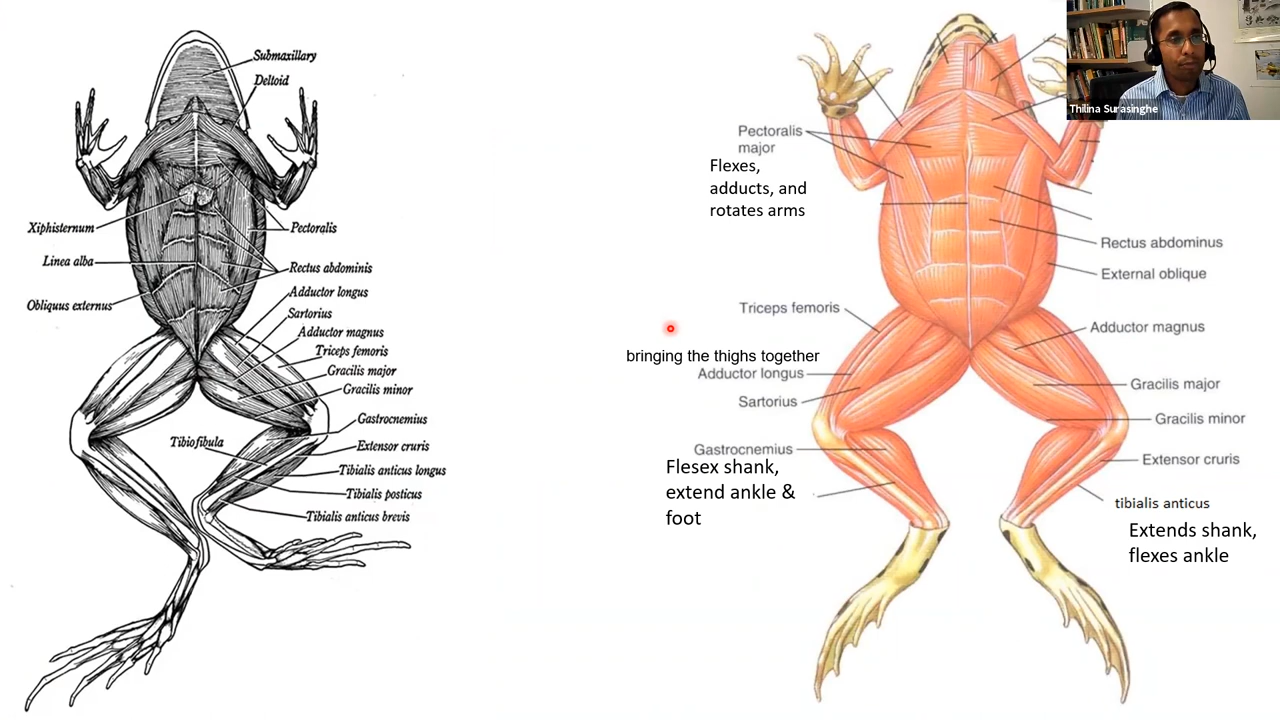 Submaxillary
Deltoid
Xiphisternum
Pectoralis
Linea alba
Rectus abdominis
Obliquus externus
Adductor longus
Sartorius
Adductor magnus
Triceps femoris
Gracilis major
Gracilis minor
Gastrocnemius
Tibiofibula
Extensor cruris
Tibialis anticus longus
Tibialis posticus
Tibialis anticus brevis
Pectoralis
major
Flexes,
adducts, and
rotates arms
Triceps femoris
bringing the thighs together
Adductor longus
Sartorius
Gastrocnemius
Flesex shank,
extend ankle &
foot
Rectus abdominus
External oblique
Adductor magnus
Gracilis major
Gracilis minor
Extensor cruris
tibialis anticus
Extends shank,
flexes ankle
Thilina Surasinghe